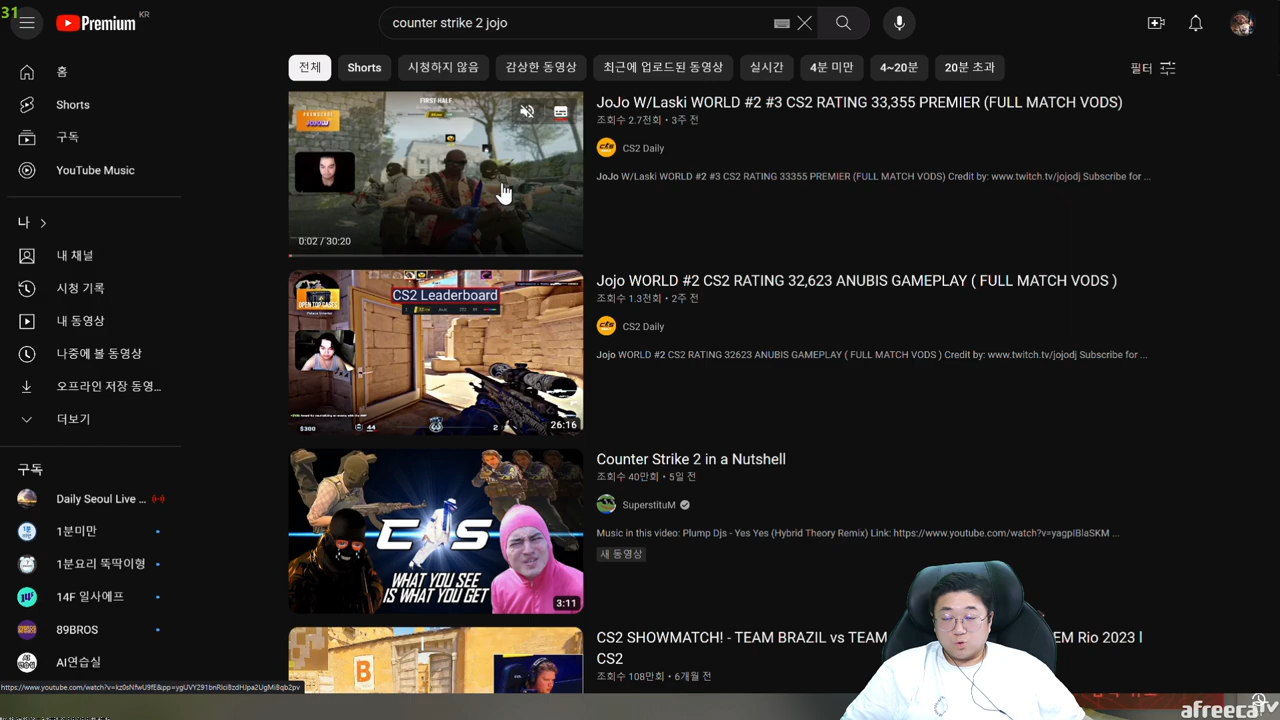 31
Premium KR
counter strike 2 jojo
전체
Shorts
시청하지 않음
감상한 동영상
최근에 업로드된 동영상
실시간
4분 미만
4~20분
20분 초과
필터
홈
Shorts
구독
YouTube Music
나
내 채널
시청 기록
내 동영상
나중에 볼 동영상
오프라인 저장 동영...
더보기
구독
Daily Seoul Live ...
1분미만
1분요리 뚝딱이형
14F 일사에프
89BROS
AI연습실
FIRST HALF
JOJO
0:02 / 30:20
JoJo W/Laski WORLD #2 #3 CS2 RATING 33,355 PREMIER (FULL MATCH VODS)
조회수 2.7천회 • 3주 전
CS2 Daily
JoJo W/Laski WORLD #2 #3 CS2 RATING 33355 PREMIER (FULL MATCH VODS) Credit by: www.twitch.tv/jojodj Subscribe for ...
CS2 Leaderboard
OPEN TOP CASES
$300
44
2
26:16
Jojo WORLD #2 CS2 RATING 32,623 ANUBIS GAMEPLAY ( FULL MATCH VODS )
조회수 1.3천회 • 2주 전
CS2 Daily
Jojo WORLD #2 CS2 RATING 32623 ANUBIS GAMEPLAY ( FULL MATCH VODS ) Credit by: www.twitch.tv/jojodj Subscribe for ...
WHAT YOU SEE
IS WHAT YOU GET
3:11
Counter Strike 2 in a Nutshell
조회수 40만회 • 5일 전
SuperstituM
Music in this video: Plump Djs - Yes Yes (Hybrid Theory Remix) Link: https://www.youtube.com/watch?v=yagpIBlaSKM ...
새 동영상
B
CS2 SHOWMATCH! - TEAM BRAZIL vs TEAM EM Rio 2023 l
CS2
조회수 108만회 • 6개월 전
afreecaTV